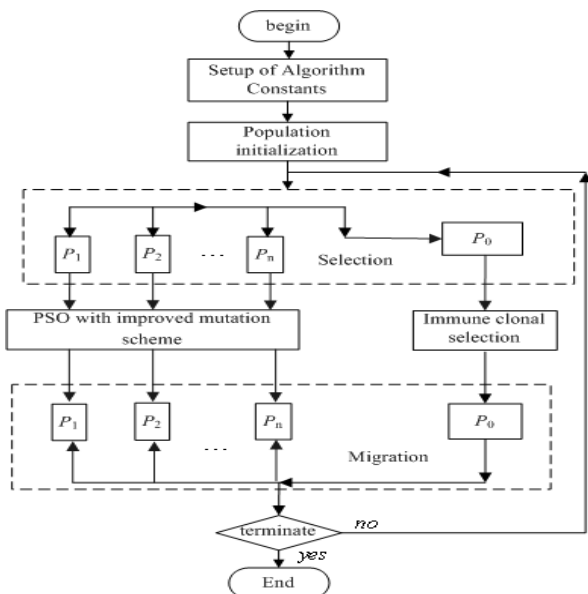 begin
Setup of Algorithm
Constants
Population
initialization
P1 P2 ... Pn Selection P0
PSO with improved mutation
scheme
Immune clonal
selection
P1 P2 ... Pn P0
Migration
terminate no
yes
End